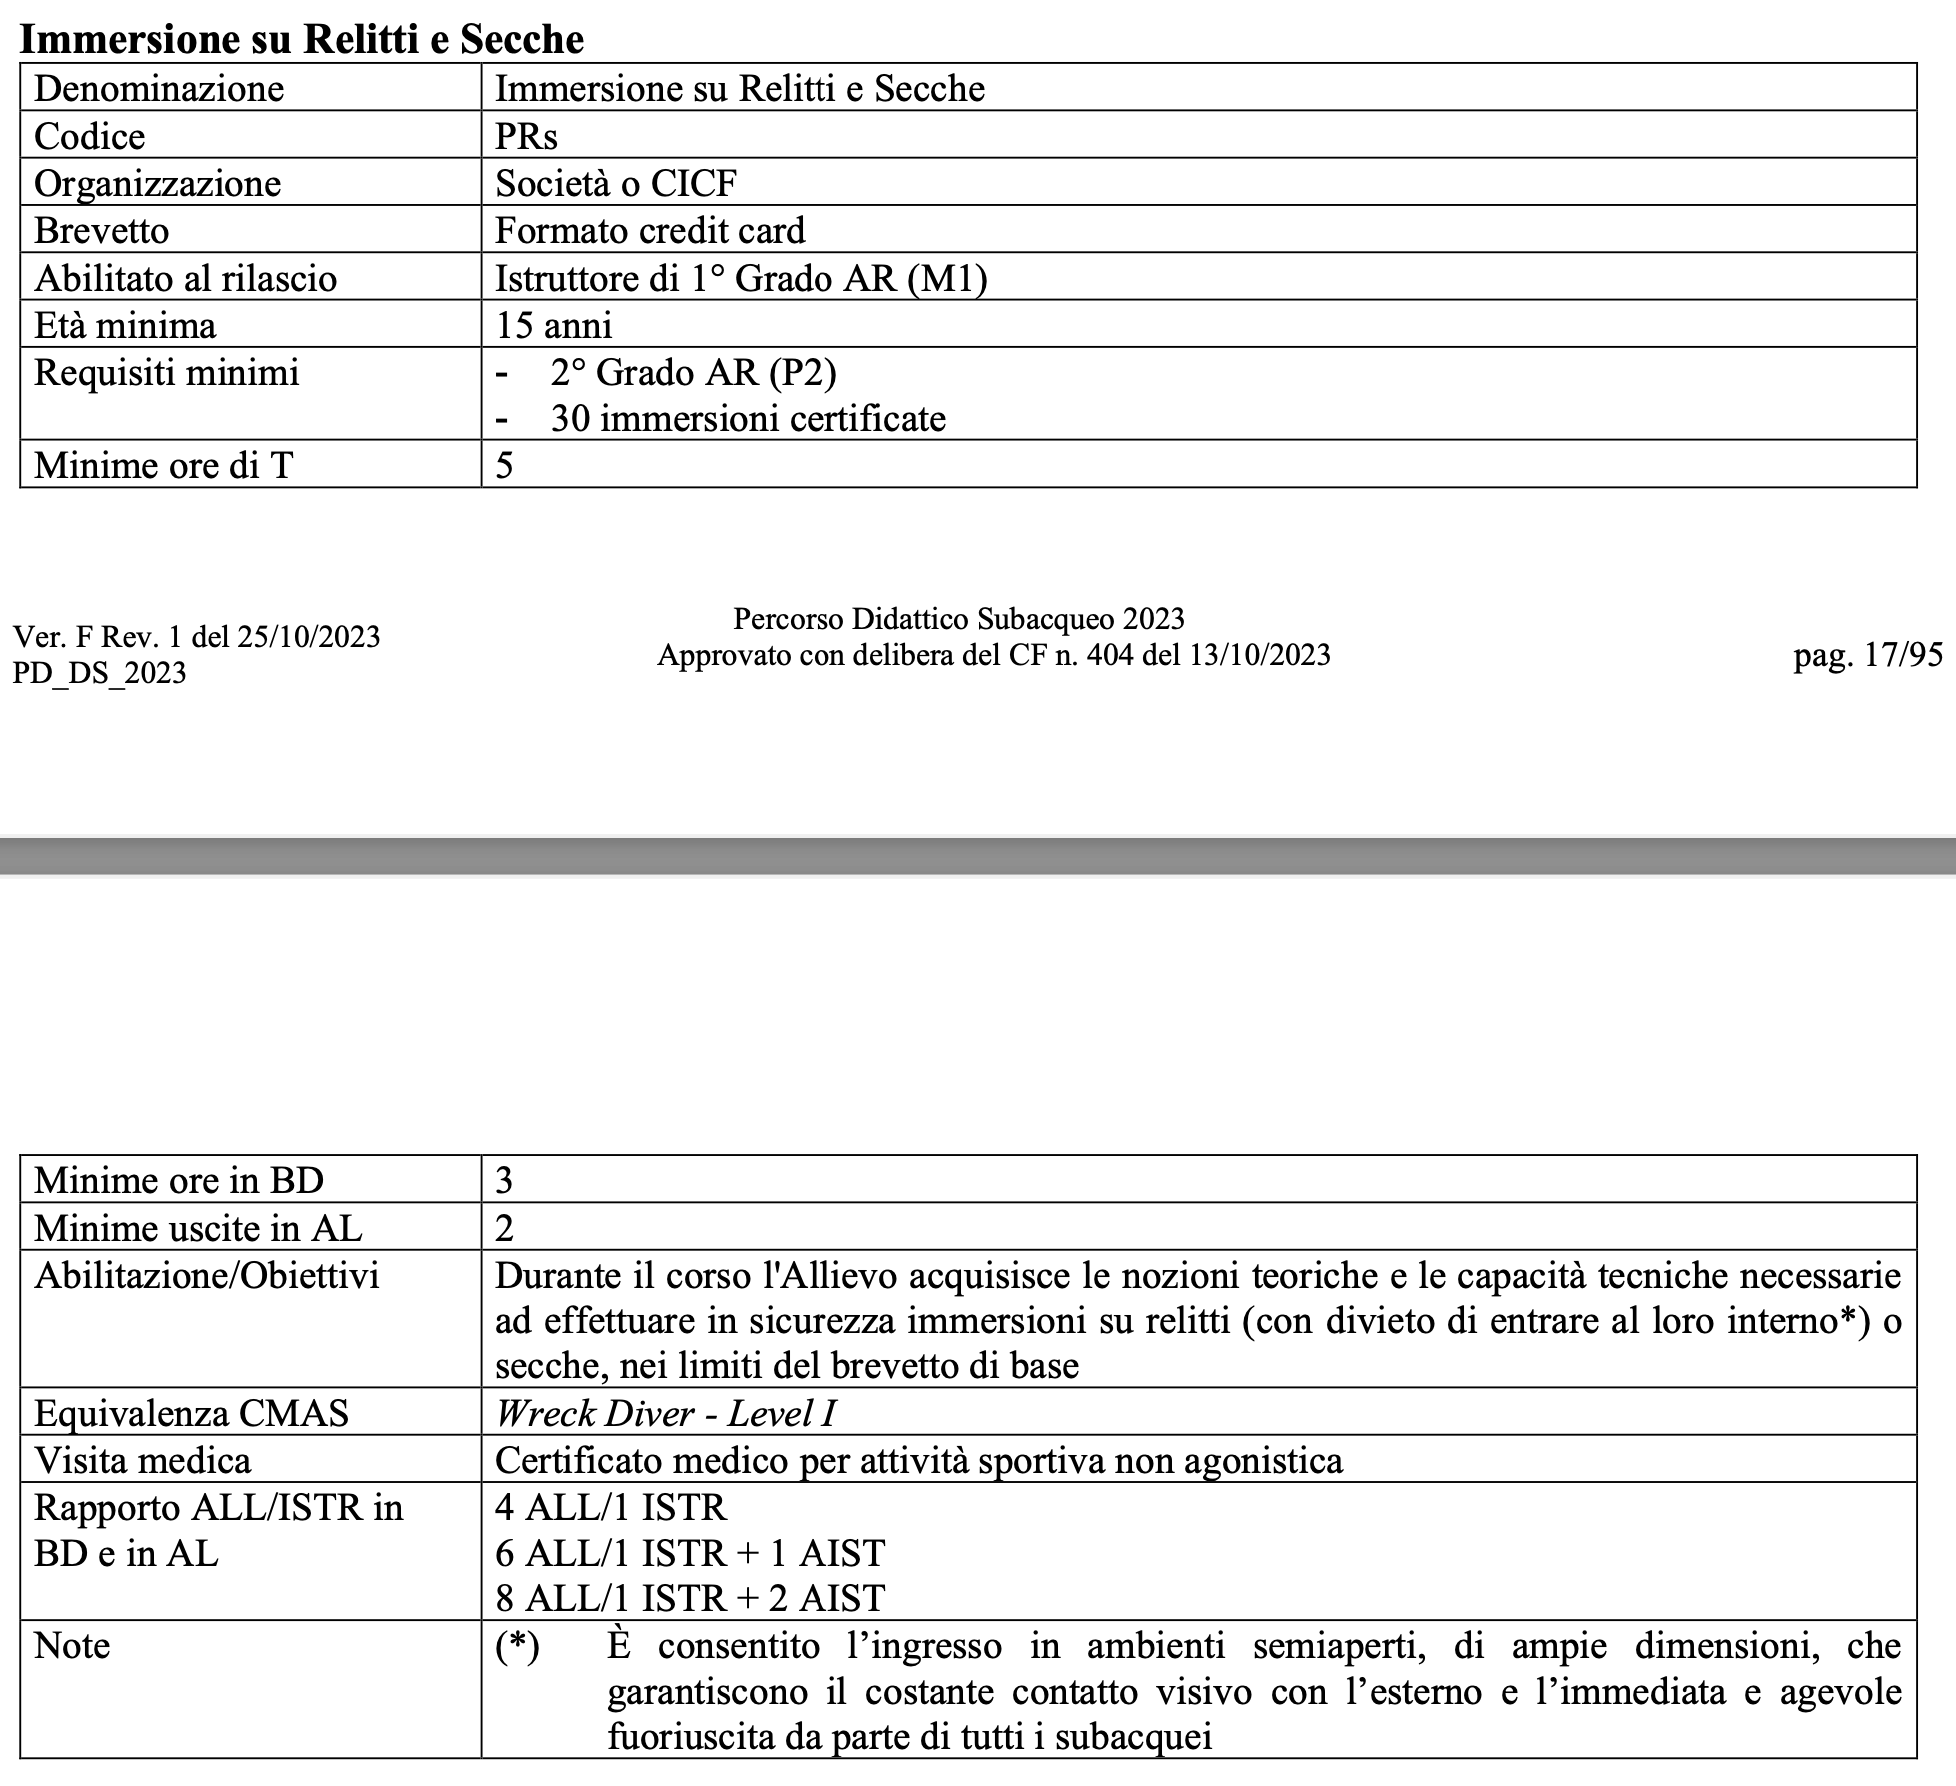 Immersione su Relitti e Secche
Denominazione Immersione su Relitti e Secche
Codice PRs
Organizzazione Società o CICF
Brevetto Formato credit card
Abilitato al rilascio Istruttore di 1° Grado AR (M1)
Età minima 15 anni
Requisiti minimi - 2° Grado AR (P2)
- 30 immersioni certificate
Minime ore di T 5
Percorso Didattico Subacqueo 2023
Ver. F Rev. 1 del 25/10/2023
Approvato con delibera del CF n. 404 del 13/10/2023 pag. 17/95
PD_DS_2023
Minime ore in BD 3
Minime uscite in AL 2
Abilitazione/Obiettivi Durante il corso l'Allievo acquisisce le nozioni teoriche e le capacità tecniche necessarie
ad effettuare in sicurezza immersioni su relitti (con divieto di entrare al loro interno*) o
secche, nei limiti del brevetto di base
Equivalenza CMAS Wreck Diver - Level I
Visita medica Certificato medico per attività sportiva non agonistica
Rapporto ALL/ISTR in 4 ALL/1 ISTR
BD e in AL 6 ALL/1 ISTR + 1 AIST
8 ALL/1 ISTR + 2 AIST
Note (*) È consentito l’ingresso in ambienti semiaperti, di ampie dimensioni, che
garantiscono il costante contatto visivo con l’esterno e l’immediata e agevole
fuoriuscita da parte di tutti i subacquei